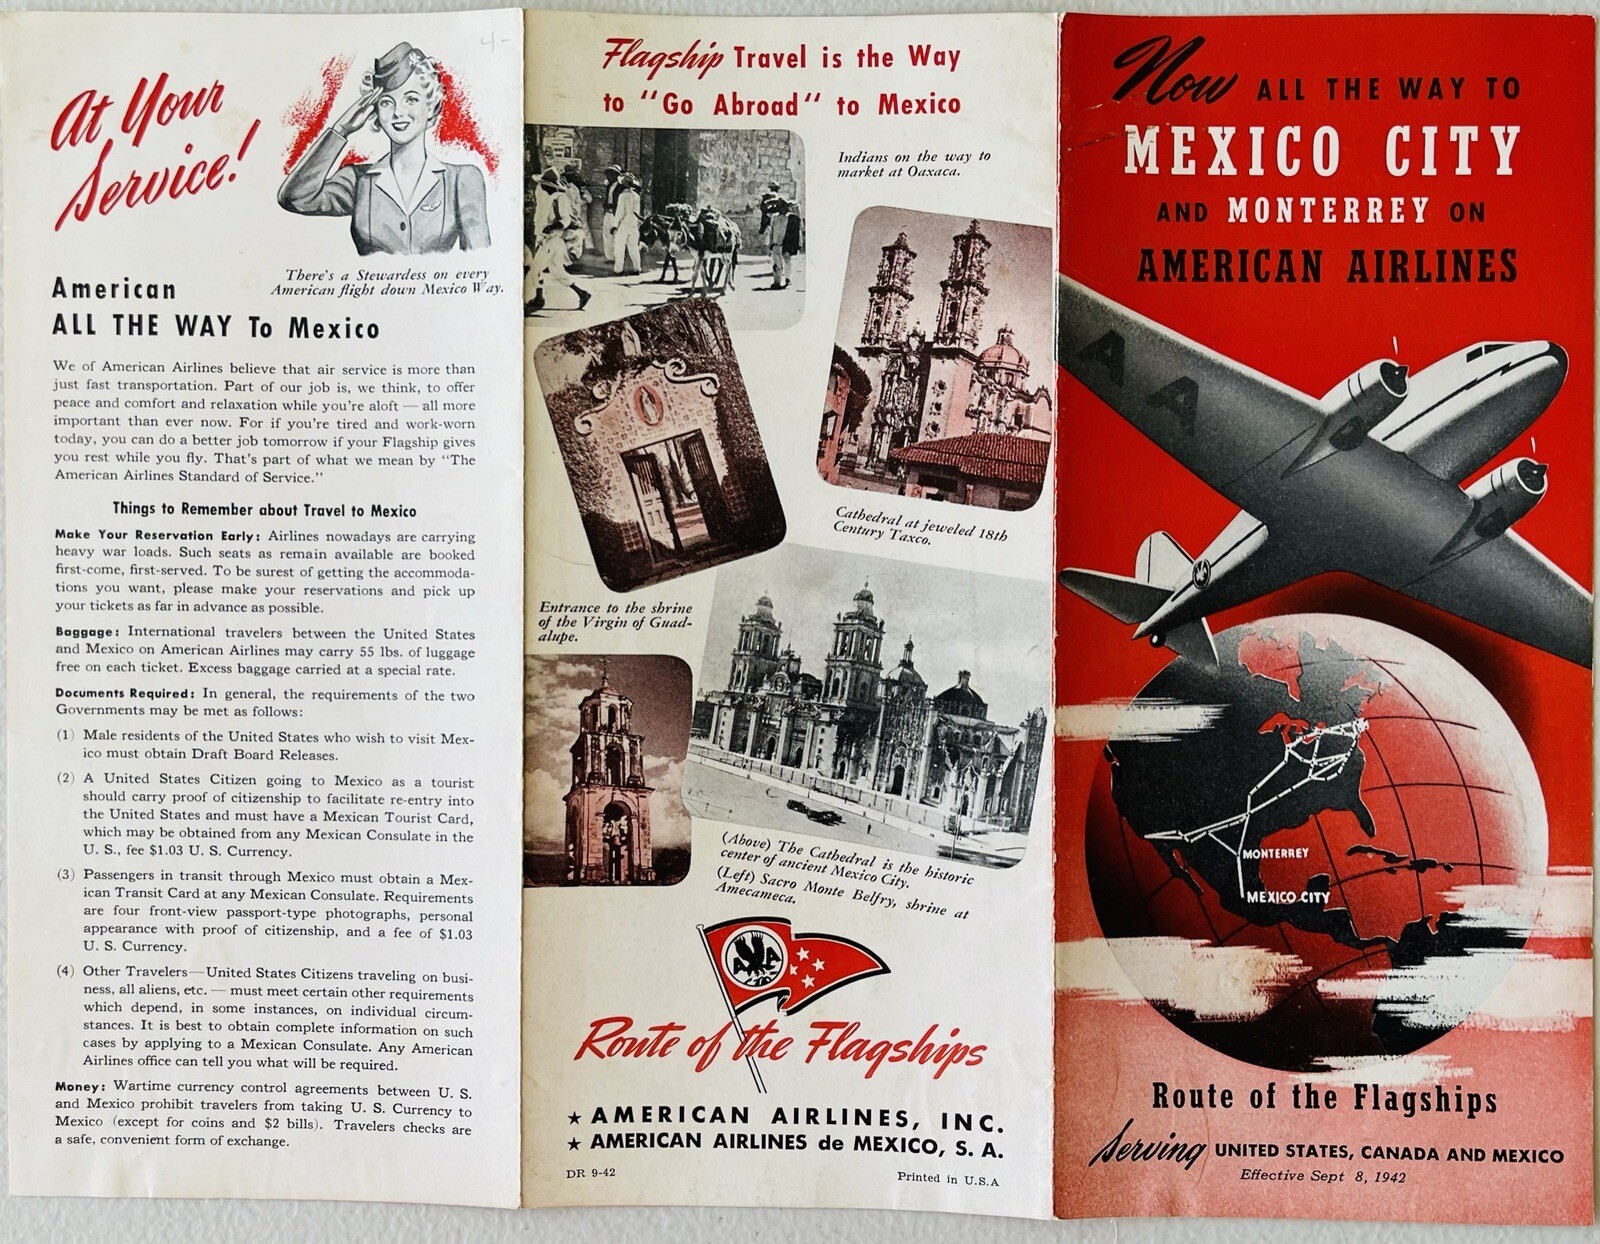 4-
At Your
Service!
There's a Stewardess on every
American flight down Mexico Way.
American
ALL THE WAY To Mexico
We of American Airlines believe that air service is more than
just fast transportation. Part of our job is, we think, to offer
peace and comfort and relaxation while you're aloft — all more
important than ever now. For if you're tired and work-worn
today, you can do a better job tomorrow if your Flagship gives
you rest while you fly. That's part of what we mean by "The
American Airlines Standard of Service."
Things to Remember about Travel to Mexico
Make Your Reservation Early: Airlines nowadays are carrying
heavy war loads. Such seats as remain available are booked
first-come, first-served. To be surest of getting the accommoda-
tions you want, please make your reservations and pick up
your tickets as far in advance as possible.
Baggage: International travelers between the United States
and Mexico on American Airlines may carry 55 lbs. of luggage
free on each ticket. Excess baggage carried at a special rate.
Documents Required: In general, the requirements of the two
Governments may be met as follows:
(1) Male residents of the United States who wish to visit Mex-
ico must obtain Draft Board Releases.
(2) A United States Citizen going to Mexico as a tourist
should carry proof of citizenship to facilitate re-entry into
the United States and must have a Mexican Tourist Card,
which may be obtained from any Mexican Consulate in the
U. S., fee $1.03 U. S. Currency.
(3) Passengers in transit through Mexico must obtain a Mex-
ican Transit Card at any Mexican Consulate. Requirements
are four front-view passport-type photographs, personal
appearance with proof of citizenship, and a fee of $1.03
U. S. Currency.
(4) Other Travelers—United States Citizens traveling on busi-
ness, all aliens, etc. — must meet certain other requirements
which depend, in some instances, on individual circum-
stances. It is best to obtain complete information on such
cases by applying to a Mexican Consulate. Any American
Airlines office can tell you what will be required.
Money: Wartime currency control agreements between U. S.
and Mexico prohibit travelers from taking U. S. Currency to
Mexico (except for coins and $2 bills). Travelers checks are
a safe, convenient form of exchange.
Flagship Travel is the Way
to "Go Abroad" to Mexico
Indians on the way to
market at Oaxaca.
Cathedral at jeweled 18th
Century Taxco.
Entrance to the shrine
of the Virgin of Guad-
alupe.
(Above) The Cathedral is the historic
center of ancient Mexico City.
(Left) Sacro Monte Belfry, shrine at
Amecameca.
A A
Route of the Flagships
★ AMERICAN AIRLINES, INC.
★ AMERICAN AIRLINES de MEXICO, S. A.
DR 9-42
Printed in U.S.A
Now ALL THE WAY TO
MEXICO CITY
AND MONTERREY ON
AMERICAN AIRLINES
A A
MONTERREY
MEXICO CITY
Route of the Flagships
Serving UNITED STATES, CANADA AND MEXICO
Effective Sept 8, 1942